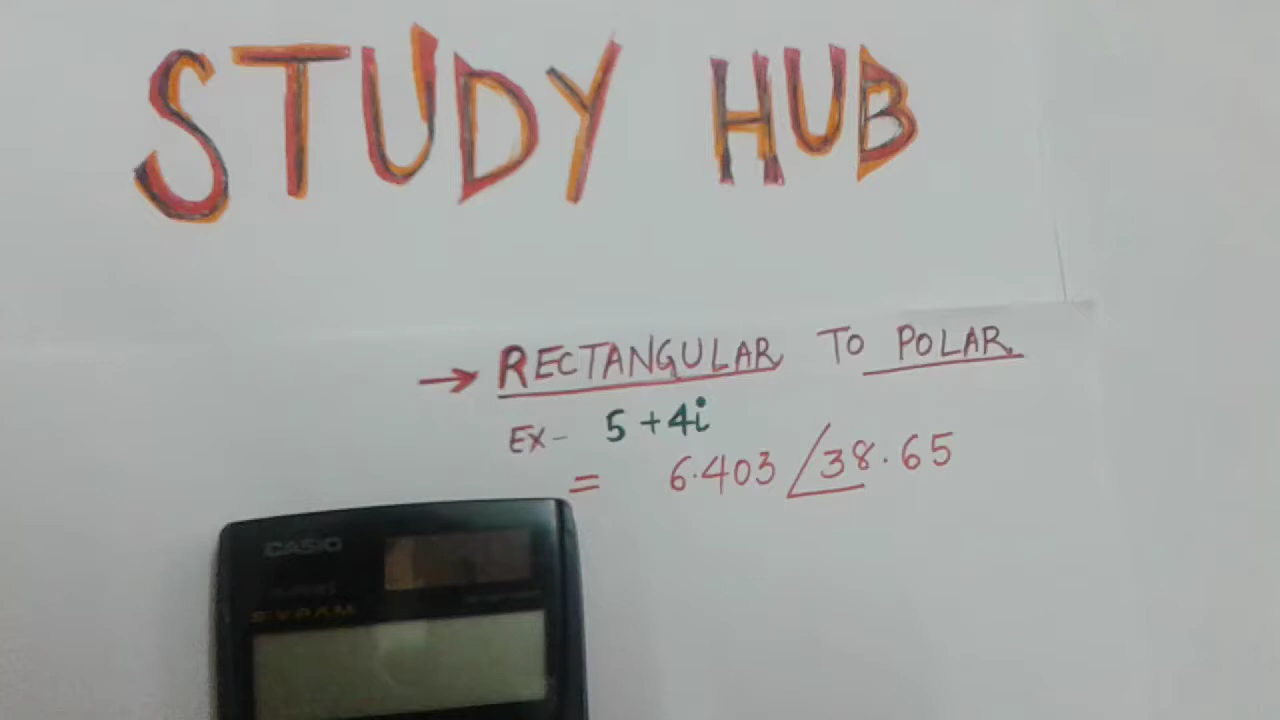 STUDY HUB
→ RECTANGULAR TO POLAR
EX- 5 + 4i
= 6.403 ∠38.65
CASIO